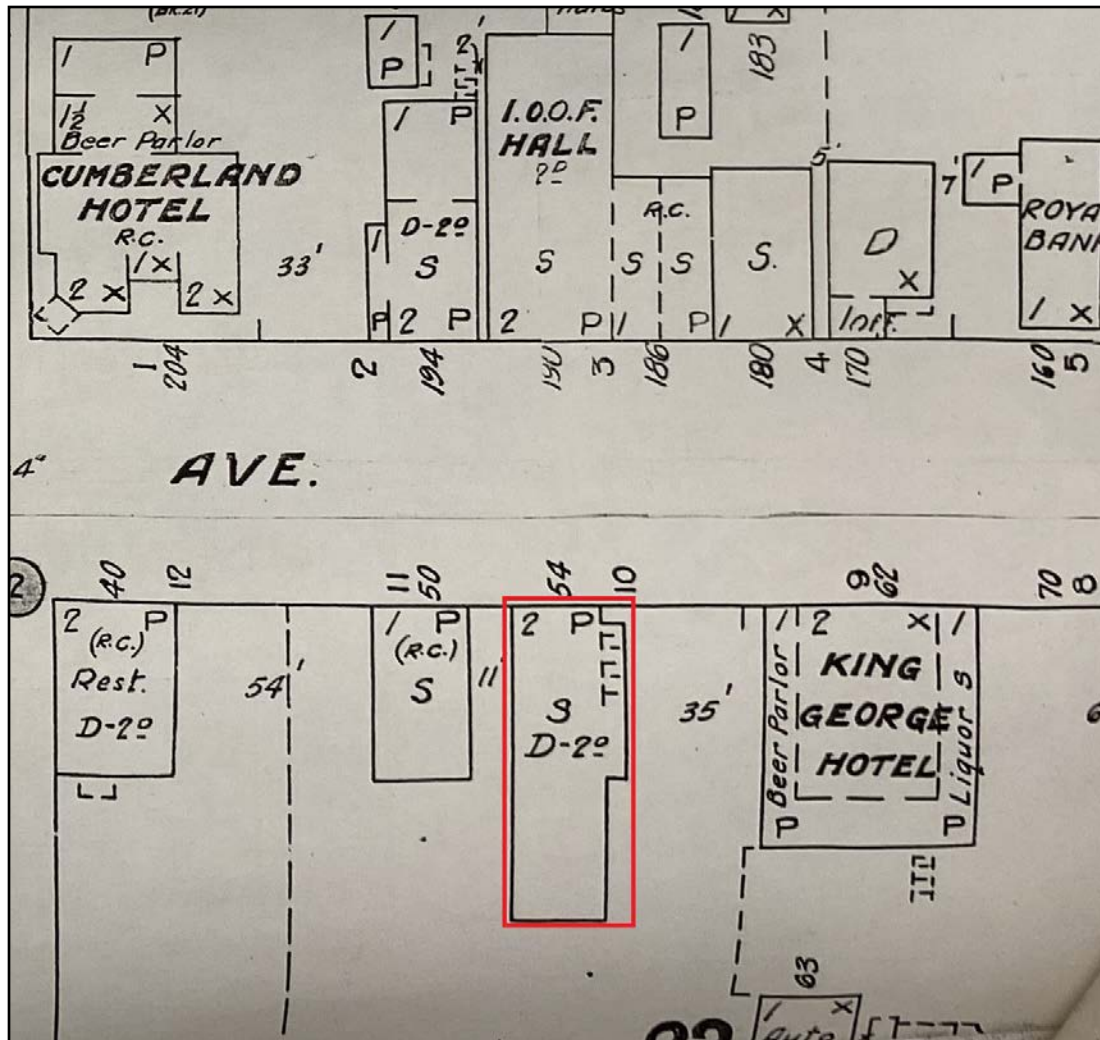 (BK.21)
1 P
1½ X
Beer Parlor
CUMBERLAND
HOTEL
R.C.
1 X
2 X
2 X
33'
1
P
2
1 P
D-2º
S
1
P
2 P
I.O.O.F.
HALL
2º
S
2 P
1
P
R.C.
S S
1 P
1 X
183
S.
1 X
5'
D
X
7'
1 P
ROYA
BAN
1 X
1
204
2
194
190
3
186
180
4
170
160
5
4"
AVE.
2
40
12
11
50
54
10
9
62
70
8
2 P
(R.C.)
Rest.
D-2º
54'
1 P
(R.C.)
S
11'
2 P
S
D-2º
35'
1 2 X 1
Beer Parlor
KING
GEORGE
HOTEL
Liquor S
P P
6
63
1 X
Auto